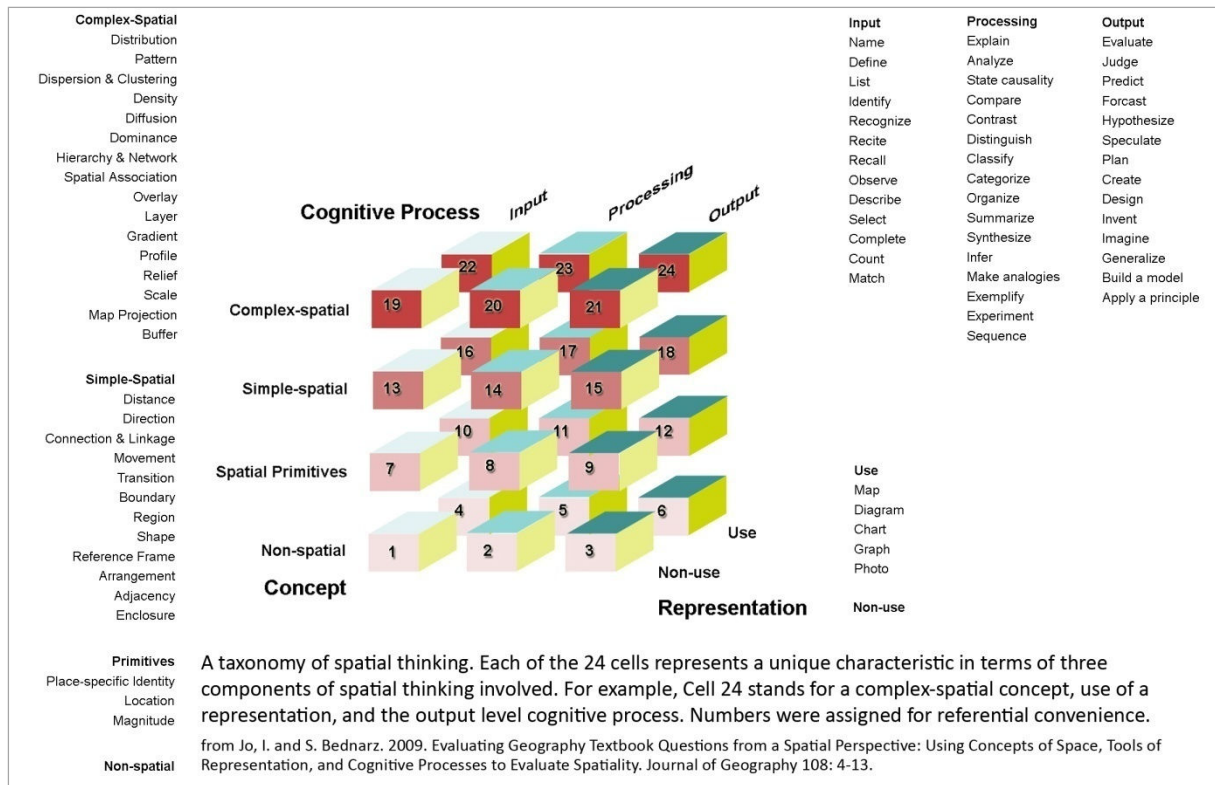 Complex-Spatial
Distribution
Pattern
Dispersion & Clustering
Density
Diffusion
Dominance
Hierarchy & Network
Spatial Association
Overlay
Layer
Gradient
Profile
Relief
Scale
Map Projection
Buffer
Simple-Spatial
Distance
Direction
Connection & Linkage
Movement
Transition
Boundary
Region
Shape
Reference Frame
Arrangement
Adjacency
Enclosure
Primitives
Place-specific Identity
Location
Magnitude
Non-spatial
Cognitive Process
Input
Processing
Output
22
23
24
Complex-spatial
19
20
21
16
17
18
Simple-spatial
13
14
15
10
11
12
Spatial Primitives
7
8
9
4
5
6
Use
Non-spatial
1
2
3
Non-use
Concept
Representation
Input
Name
Define
List
Identify
Recognize
Recite
Recall
Observe
Describe
Select
Complete
Count
Match
Processing
Explain
Analyze
State causality
Compare
Contrast
Distinguish
Classify
Categorize
Organize
Summarize
Synthesize
Infer
Make analogies
Exemplify
Experiment
Sequence
Output
Evaluate
Judge
Predict
Forcast
Hypothesize
Speculate
Plan
Create
Design
Invent
Imagine
Generalize
Build a model
Apply a principle
Use
Map
Diagram
Chart
Graph
Photo
Non-use
A taxonomy of spatial thinking. Each of the 24 cells represents a unique characteristic in terms of three
components of spatial thinking involved. For example, Cell 24 stands for a complex-spatial concept, use of a
representation, and the output level cognitive process. Numbers were assigned for referential convenience.
from Jo, I. and S. Bednarz. 2009. Evaluating Geography Textbook Questions from a Spatial Perspective: Using Concepts of Space, Tools of
Representation, and Cognitive Processes to Evaluate Spatiality. Journal of Geography 108: 4-13.